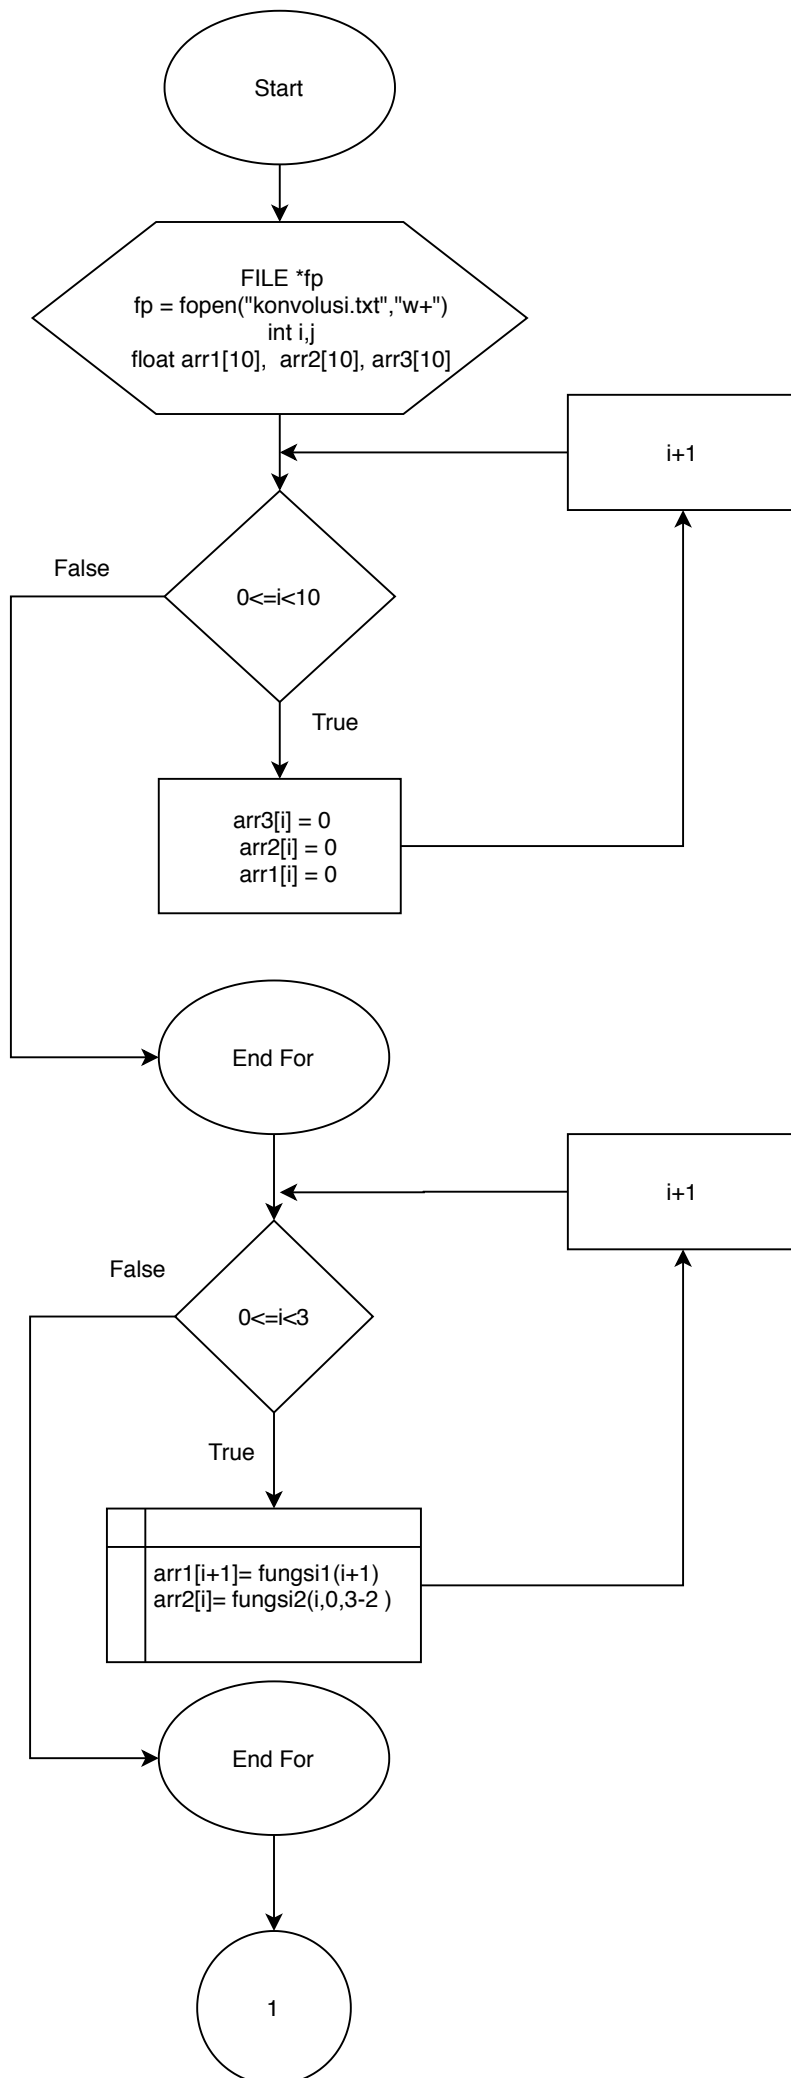 Start
FILE *fp
fp = fopen("konvolusi.txt","w+")
int i,j
float arr1[10],  arr2[10], arr3[10]
i+1
False
0<=i<10
True
arr3[i] = 0
arr2[i] = 0
arr1[i] = 0
End For
i+1
False
0<=i<3
True
arr1[i+1]= fungsi1(i+1)
arr2[i]= fungsi2(i,0,3-2 )
End For
1